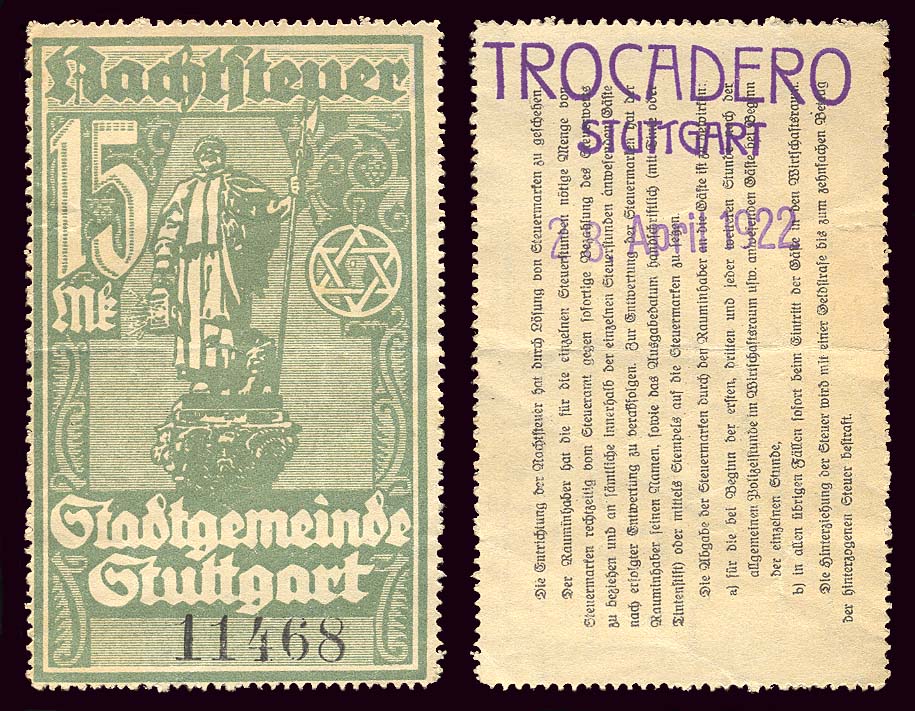 Nachtsteuer
15
Mk
Stadtgemeinde
Stuttgart
11468
TROCADERO
STUTTGART
28. April 1922
Die Entrichtung der Nachtsteuer hat durch Lösung von Steuermarken zu geschehen.
Der Rauminhaber hat die für die einzelnen Steuerstunden nötige Menge von
Steuermarken rechtzeitig vom Steueramt gegen sofortige Bezahlung des Steuerwerts
zu beziehen und an sämtliche innerhalb der einzelnen Steuerstunden anwesenden Gäste
nach erfolgter Entwertung zu verabfolgen. Zur Entwertung der Steuermarken hat der
Rauminhaber seinen Namen, sowie das Ausgabedatum handschriftlich (mit Tinte oder
Tintenstift) oder mittels Stempels auf die Steuermarken zu setzen.
Die Abgabe der Steuermarken durch den Rauminhaber an die Gäste ist zu bewirken:
a) für die bei Beginn der ersten, dritten und jeder weiteren Stunde nach der
allgemeinen Polizeistunde im Wirtschaftsraum usw. anwesenden Gäste bei Beginn
der einzelnen Stunde,
b) in allen übrigen Fällen sofort beim Eintritt der Gäste in den Wirtschaftsraum
Die Hinterziehung der Steuer wird mit einer Geldstrafe bis zum zehnfachen Betrag
der hinterzogenen Steuer bestraft.